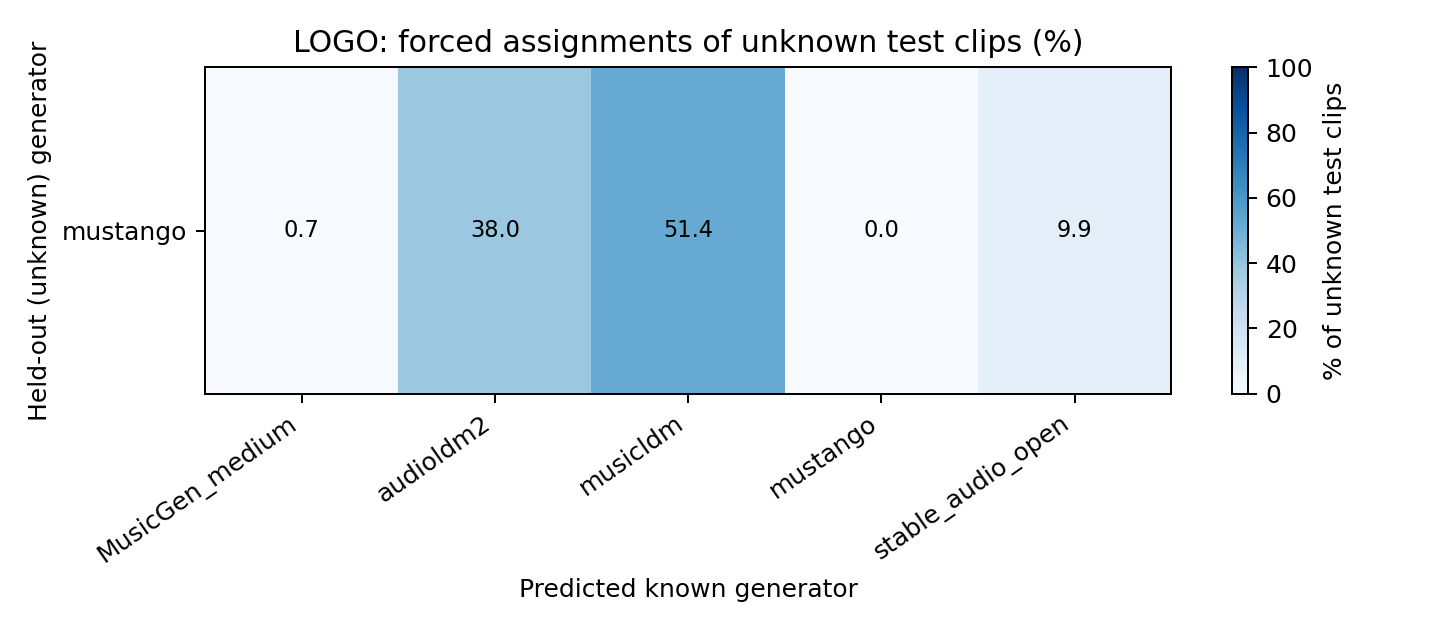 LOGO: forced assignments of unknown test clips (%)
Held-out (unknown) generator
mustango
0.7
38.0
51.4
0.0
9.9
MusicGen_medium
audioldm2
musicldm
mustango
stable_audio_open
Predicted known generator
100
80
60
40
20
0
% of unknown test clips